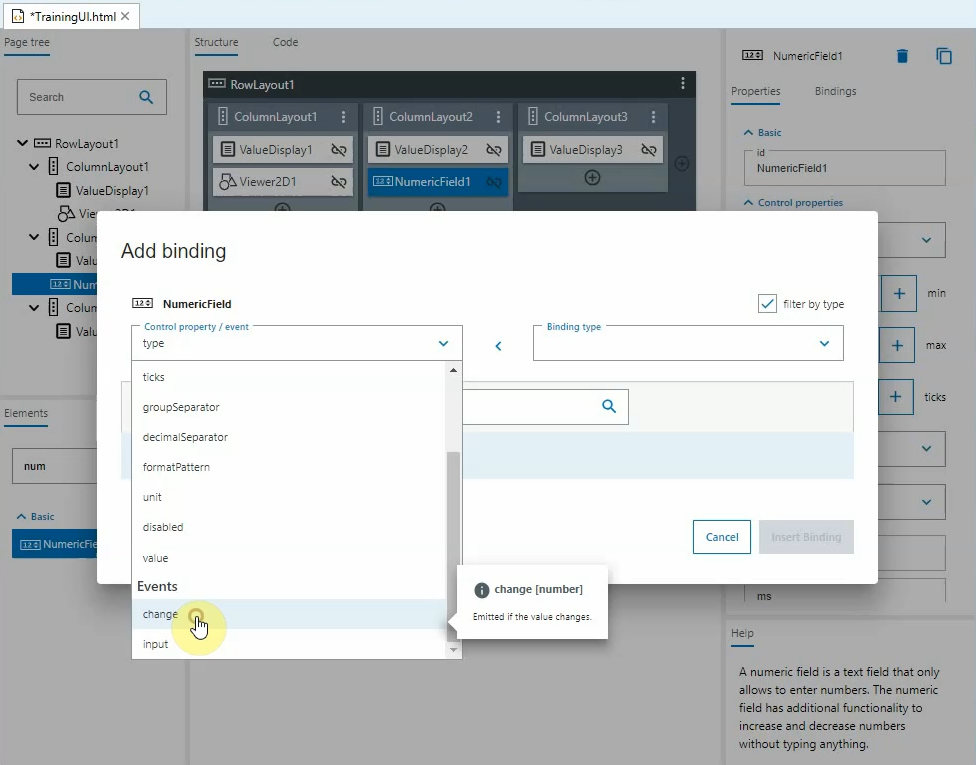 *TrainingUI.html
Page tree
Search
RowLayout1
ColumnLayout1
ValueDisplay1
View
Colum
Valu
Num
Colum
Valu
Elements
num
Basic
NumericFie
Structure
Code
RowLayout1
ColumnLayout1
ColumnLayout2
ColumnLayout3
ValueDisplay1
ValueDisplay2
ValueDisplay3
Viewer2D1
NumericField1
Add binding
NumericField
filter by type
Control property / event
type
Binding type
ticks
groupSeparator
decimalSeparator
formatPattern
unit
disabled
value
Events
change
input
change [number]
Emitted if the value changes.
Cancel
Insert Binding
NumericField1
Properties
Bindings
Basic
id
NumericField1
Control properties
min
max
ticks
ms
Help
A numeric field is a text field that only
allows to enter numbers. The numeric
field has additional functionality to
increase and decrease numbers
without typing anything.